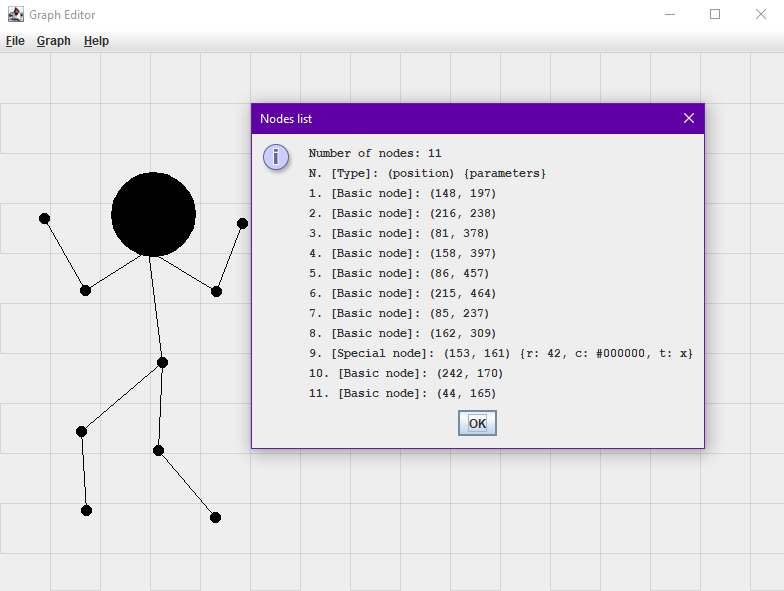 Graph Editor
File Graph Help
Nodes list
Number of nodes: 11
N. [Type]: (position) {parameters}
1. [Basic node]: (148, 197)
2. [Basic node]: (216, 238)
3. [Basic node]: (81, 378)
4. [Basic node]: (158, 397)
5. [Basic node]: (86, 457)
6. [Basic node]: (215, 464)
7. [Basic node]: (85, 237)
8. [Basic node]: (162, 309)
9. [Special node]: (153, 161) {r: 42, c: #000000, t: x}
10. [Basic node]: (242, 170)
11. [Basic node]: (44, 165)
OK